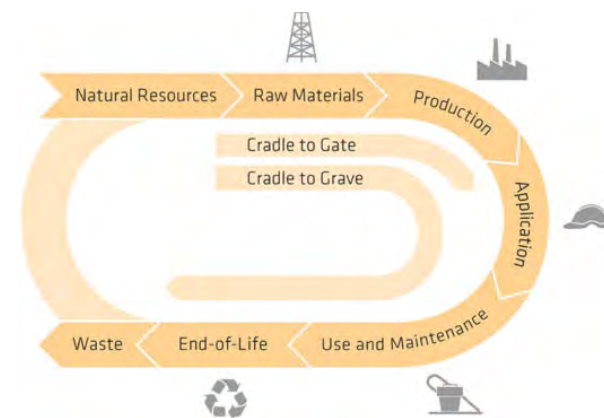 Natural Resources
Raw Materials
Production
Cradle to Gate
Cradle to Grave
Application
Use and Maintenance
End-of-Life
Waste